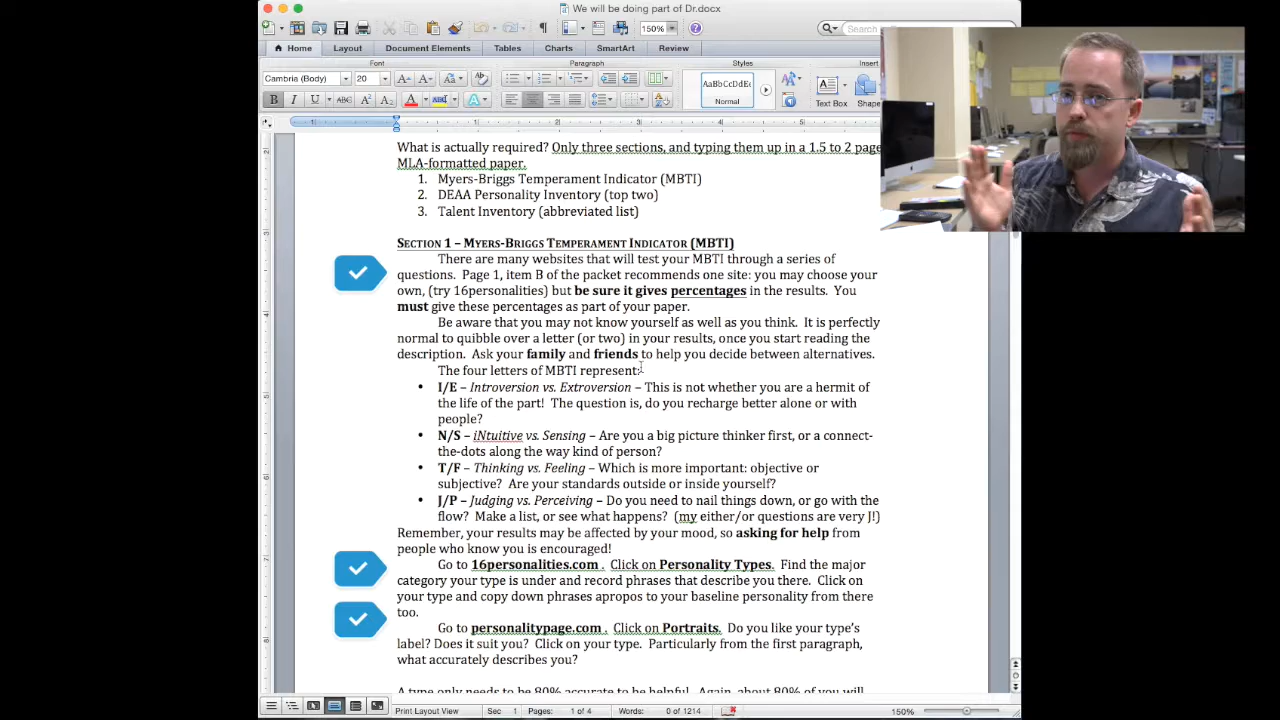 We will be doing part of Dr.docx
150%
Search
Home Layout Document Elements Tables Charts SmartArt Review
Font Paragraph Styles Insert
Cambria (Body) 20
AaBbCcDdEe
Normal
Text Box Shape
What is actually required? Only three sections, and typing them up in a 1.5 to 2 page
MLA-formatted paper.
1. Myers-Briggs Temperament Indicator (MBTI)
2. DEAA Personality Inventory (top two)
3. Talent Inventory (abbreviated list)
SECTION 1 – MYERS-BRIGGS TEMPERAMENT INDICATOR (MBTI)
There are many websites that will test your MBTI through a series of
questions. Page 1, item B of the packet recommends one site: you may choose your
own, (try 16personalities) but be sure it gives percentages in the results. You
must give these percentages as part of your paper.
Be aware that you may not know yourself as well as you think. It is perfectly
normal to quibble over a letter (or two) in your results, once you start reading the
description. Ask your family and friends to help you decide between alternatives.
The four letters of MBTI represent:
• I/E – Introversion vs. Extroversion – This is not whether you are a hermit of
the life of the part! The question is, do you recharge better alone or with
people?
• N/S – iNtuitive vs. Sensing – Are you a big picture thinker first, or a connect-
the-dots along the way kind of person?
• T/F – Thinking vs. Feeling – Which is more important: objective or
subjective? Are your standards outside or inside yourself?
• J/P – Judging vs. Perceiving – Do you need to nail things down, or go with the
flow? Make a list, or see what happens? (my either/or questions are very J!)
Remember, your results may be affected by your mood, so asking for help from
people who know you is encouraged!
Go to 16personalities.com . Click on Personality Types. Find the major
category your type is under and record phrases that describe you there. Click on
your type and copy down phrases apropos to your baseline personality from there
too.
Go to personalitypage.com . Click on Portraits. Do you like your type's
label? Does it suit you? Click on your type. Particularly from the first paragraph,
what accurately describes you?
A type only needs to be 80% accurate to be helpful. Again, about 80% of you will
Print Layout View Sec 1 Pages: 1 of 4 Words: 0 of 1214 150%